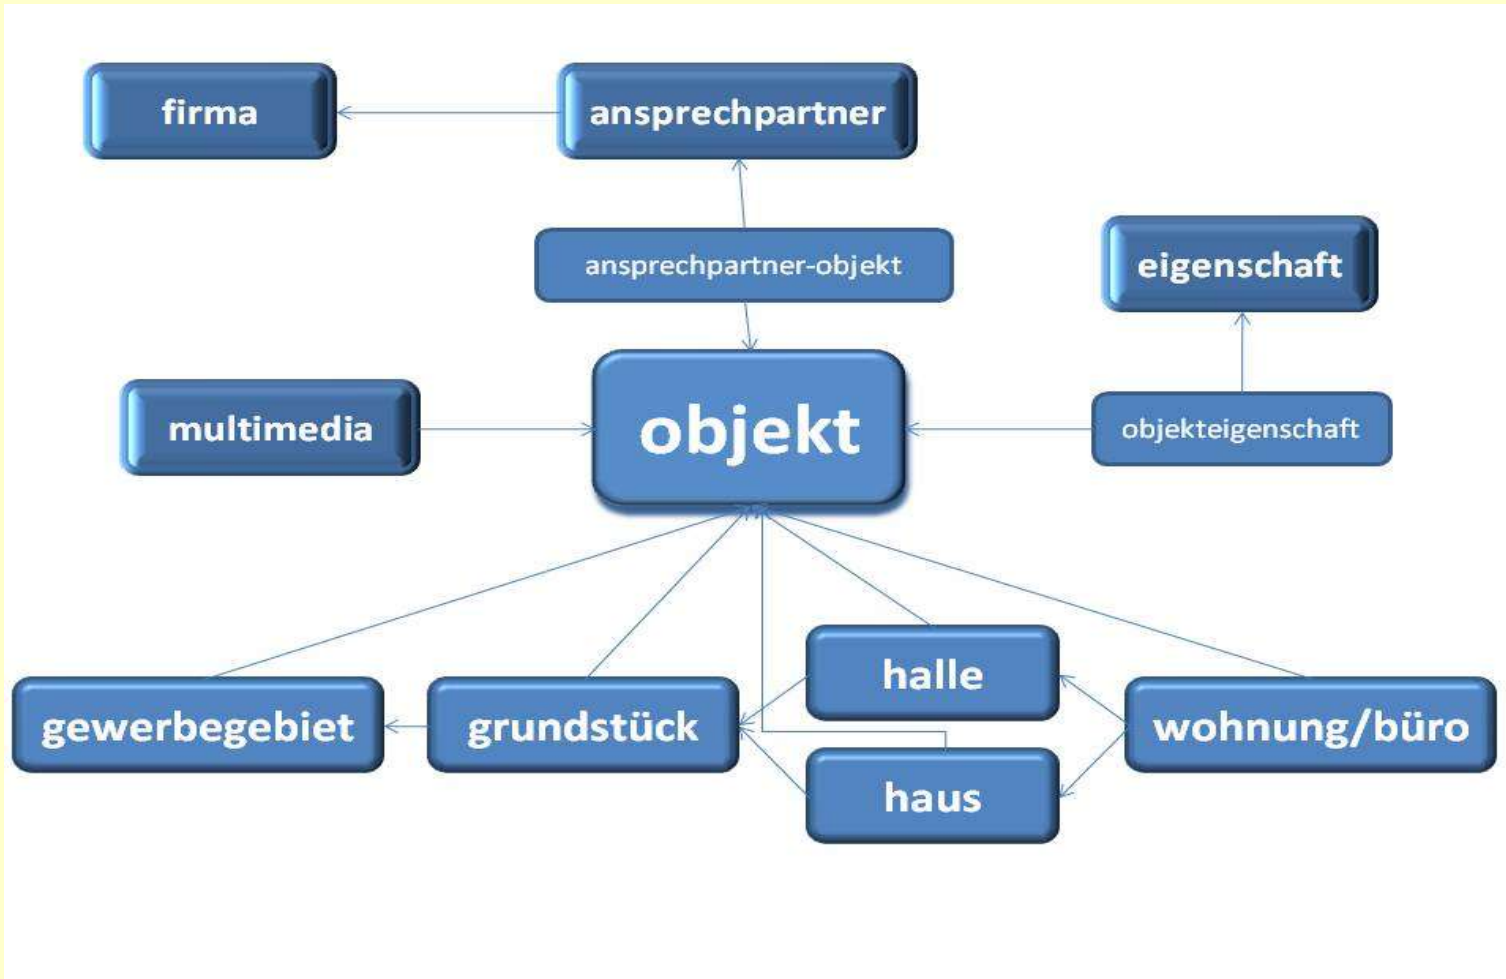 firma
ansprechpartner
ansprechpartner-objekt
eigenschaft
multimedia
objekt
objekteigenschaft
gewerbegebiet
grundstück
halle
haus
wohnung/büro